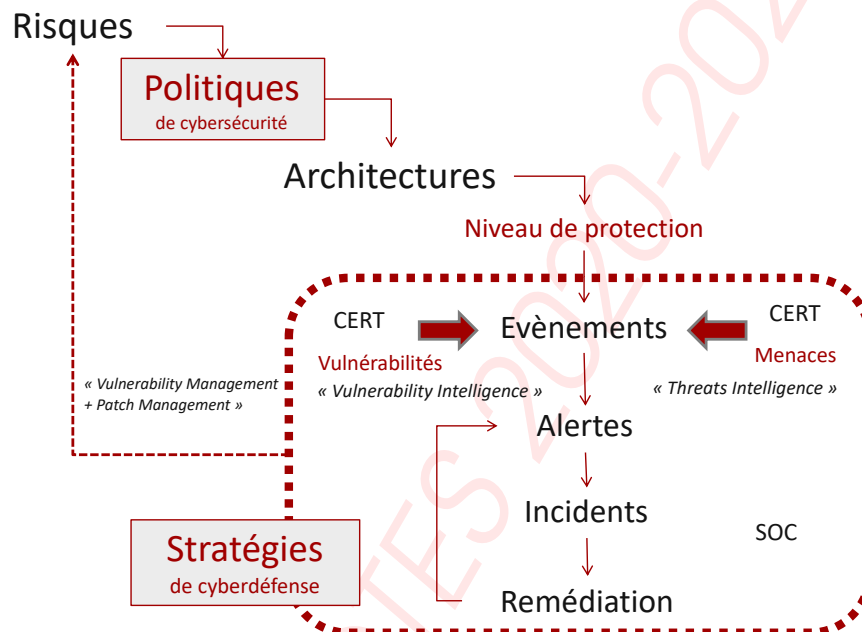 Risques
Politiques
de cybersécurité
Architectures
Niveau de protection
CERT
Evènements
CERT
Vulnérabilités
Menaces
« Vulnerability Management
+ Patch Management »
« Vulnerability Intelligence »
« Threats Intelligence »
Alertes
Incidents
SOC
Stratégies
de cyberdéfense
Remédiation